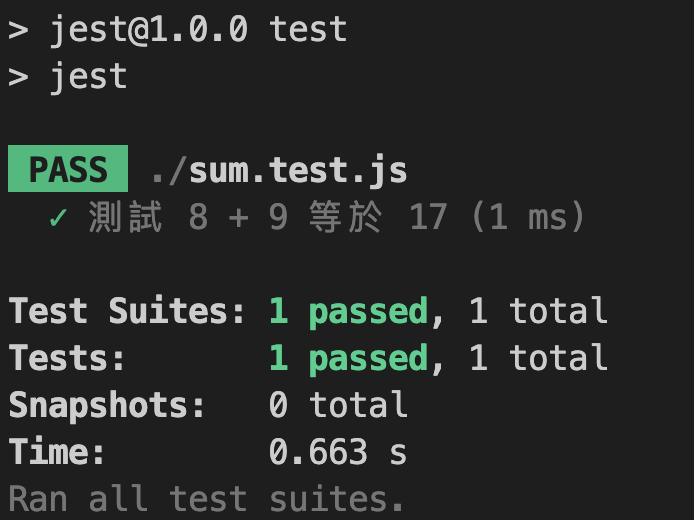 > jest@1.0.0 test
> jest
PASS ./sum.test.js
✓ 測試 8 + 9 等於 17 (1 ms)
Test Suites: 1 passed, 1 total
Tests: 1 passed, 1 total
Snapshots: 0 total
Time: 0.663 s
Ran all test suites.